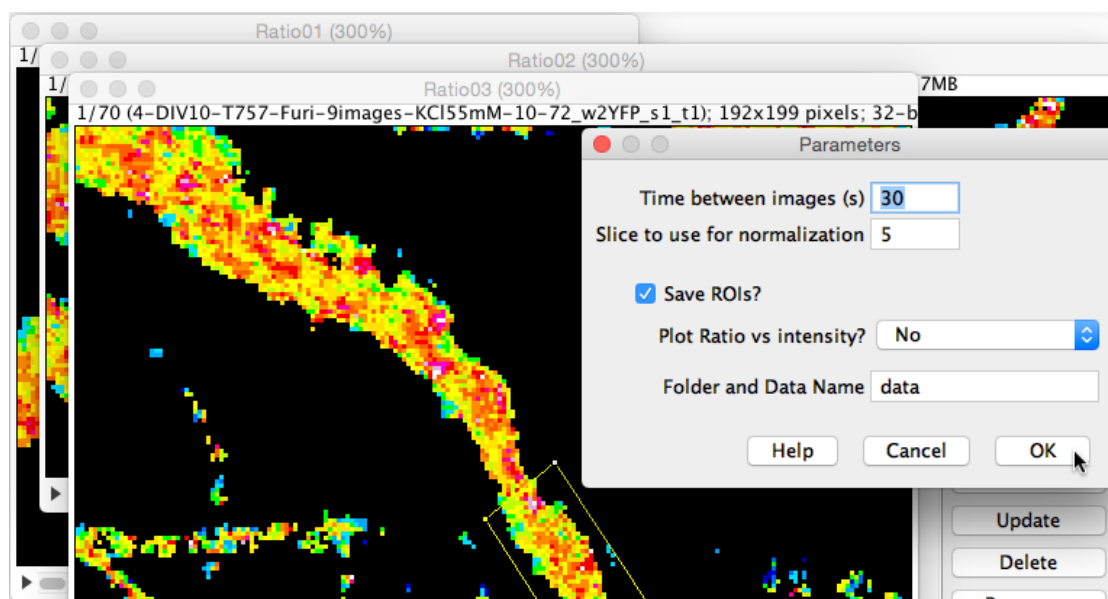 Ratio01 (300%)
1/
Ratio02 (300%)
1/
7MB
Ratio03 (300%)
1/70 (4-DIV10-T757-Furi-9images-KCl55mM-10-72_w2YFP_s1_t1); 192x199 pixels; 32-b
Parameters
Time between images (s) 30
Slice to use for normalization 5
Save ROIs?
Plot Ratio vs intensity? No
Folder and Data Name data
Help Cancel OK
Update
Delete